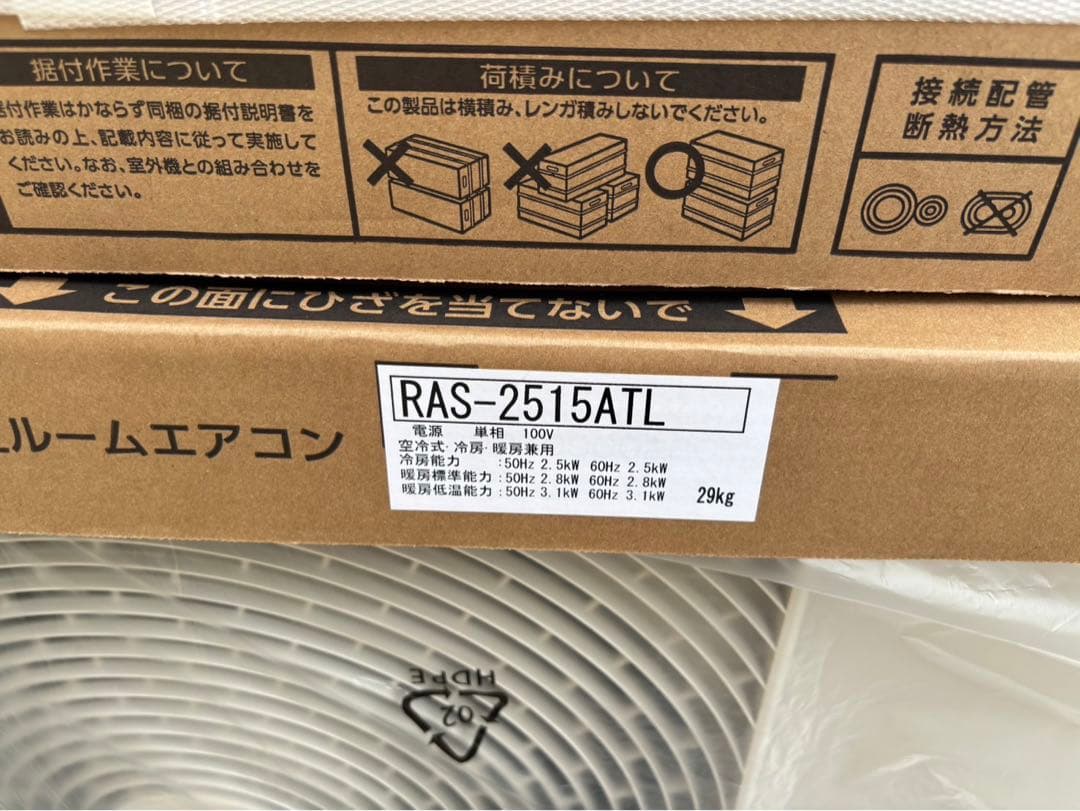 据付作業について
据付作業はかならず同梱の据付説明書を
お読みの上、記載内容に従って実施して
ください。なお、室外機との組み合わせを
ご確認ください。
荷積みについて
この製品は横積み、レンガ積みしないでください。
接続配管
断熱方法
この面にひざを当てないで
ルームエアコン
RAS-2515ATL
電源 単相 100V
空冷式・冷房・暖房兼用
冷房能力 :50Hz 2.5kW 60Hz 2.5kW
暖房標準能力:50Hz 2.8kW 60Hz 2.8kW
暖房低温能力:50Hz 3.1kW 60Hz 3.1kW
29kg
HDPE
02